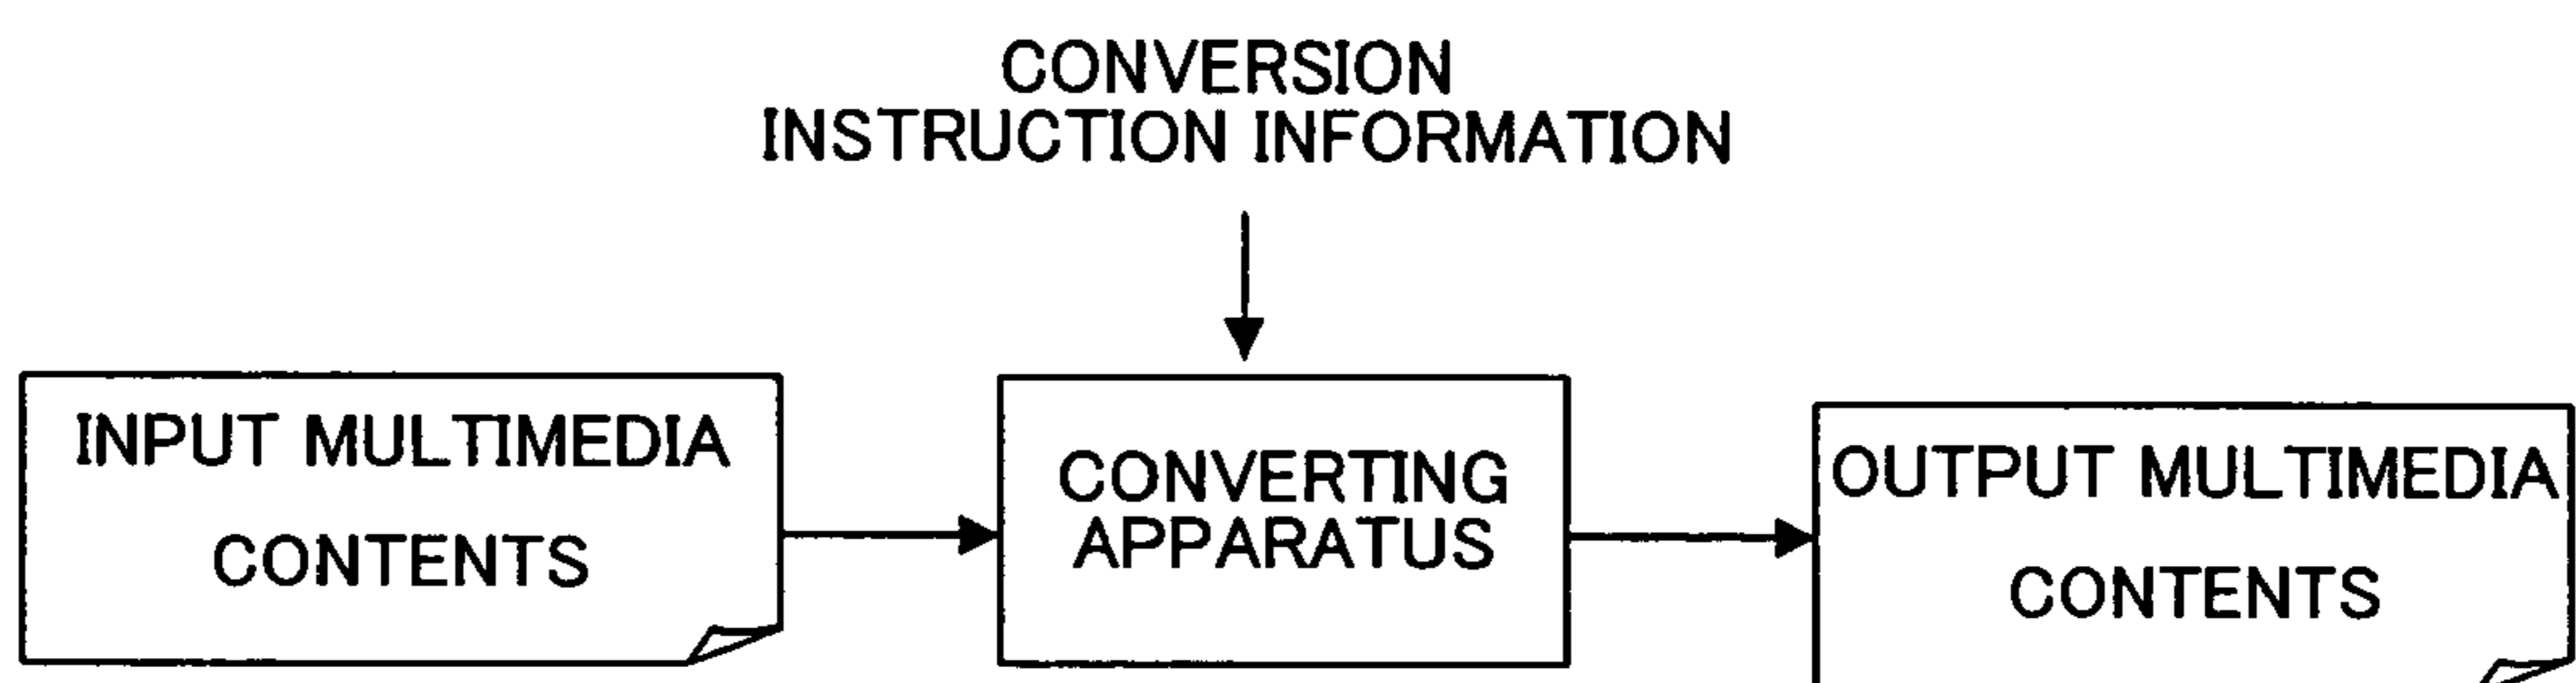 CONVERSION
INSTRUCTION INFORMATION
INPUT MULTIMEDIA
CONTENTS
CONVERTING
APPARATUS
OUTPUT MULTIMEDIA
CONTENTS